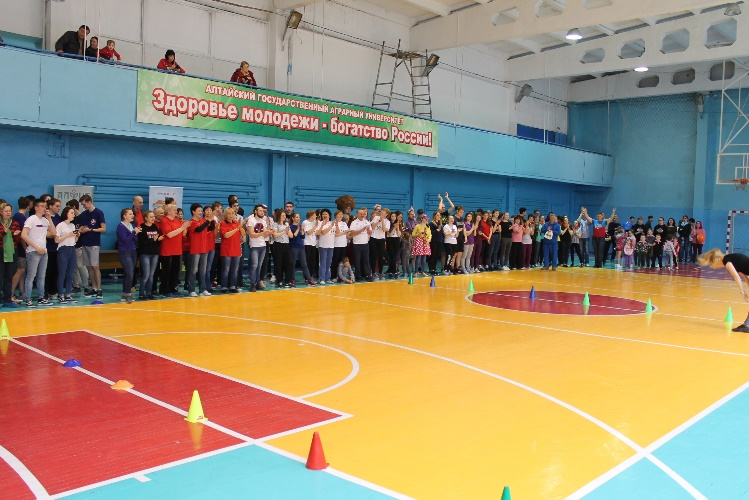 АЛТАЙСКИЙ ГОСУДАРСТВЕННЫЙ АГРАРНЫЙ УНИВЕРСИТЕТ
Здоровье молодежи - богатство России!